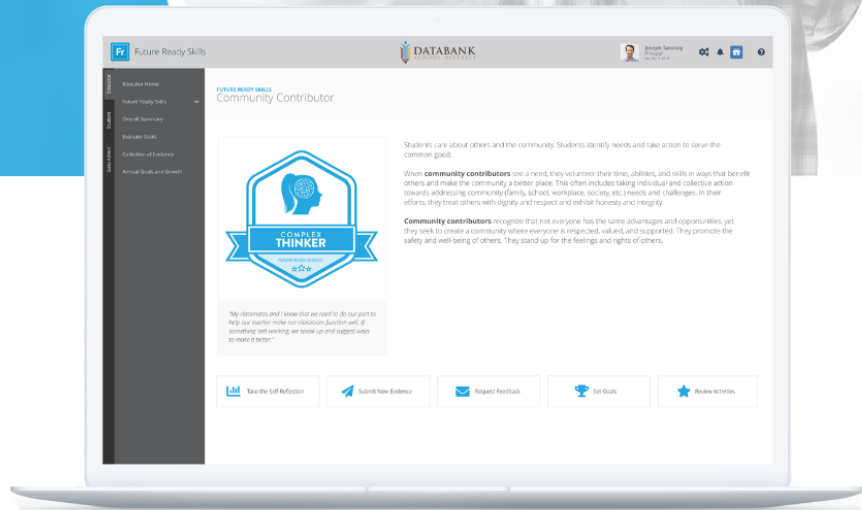 Fr Future Ready Skills
DATABANK
SCHOOL DISTRICT
Principal
Educator
Student
Data Admin
Educator Home
Future Ready Skills
Overall Summary
Evaluate Goals
Collection of Evidence
Annual Goals and Growth
FUTURE READY SKILLS
Community Contributor
COMPLEX
THINKER
FUTURE READY STUDENT
"My classmates and I know that we need to do our part to
help our teacher make our classroom function well. If
something isn't working, we speak up and suggest ways
to make it better."
Students care about others and the community. Students identify needs and take action to serve the
common good.
When community contributors see a need, they volunteer their time, abilities, and skills in ways that benefit
others and make the community a better place. This often includes taking individual and collective action
towards addressing community (family, school, workplace, society, etc.) needs and challenges. In their
efforts, they treat others with dignity and respect and exhibit honesty and integrity.
Community contributors recognize that not everyone has the same advantages and opportunities, yet
they seek to create a community where everyone is respected, valued, and supported. They promote the
safety and well-being of others. They stand up for the feelings and rights of others.
Take the Self Reflection
Submit New Evidence
Request Feedback
Set Goals
Review Activities